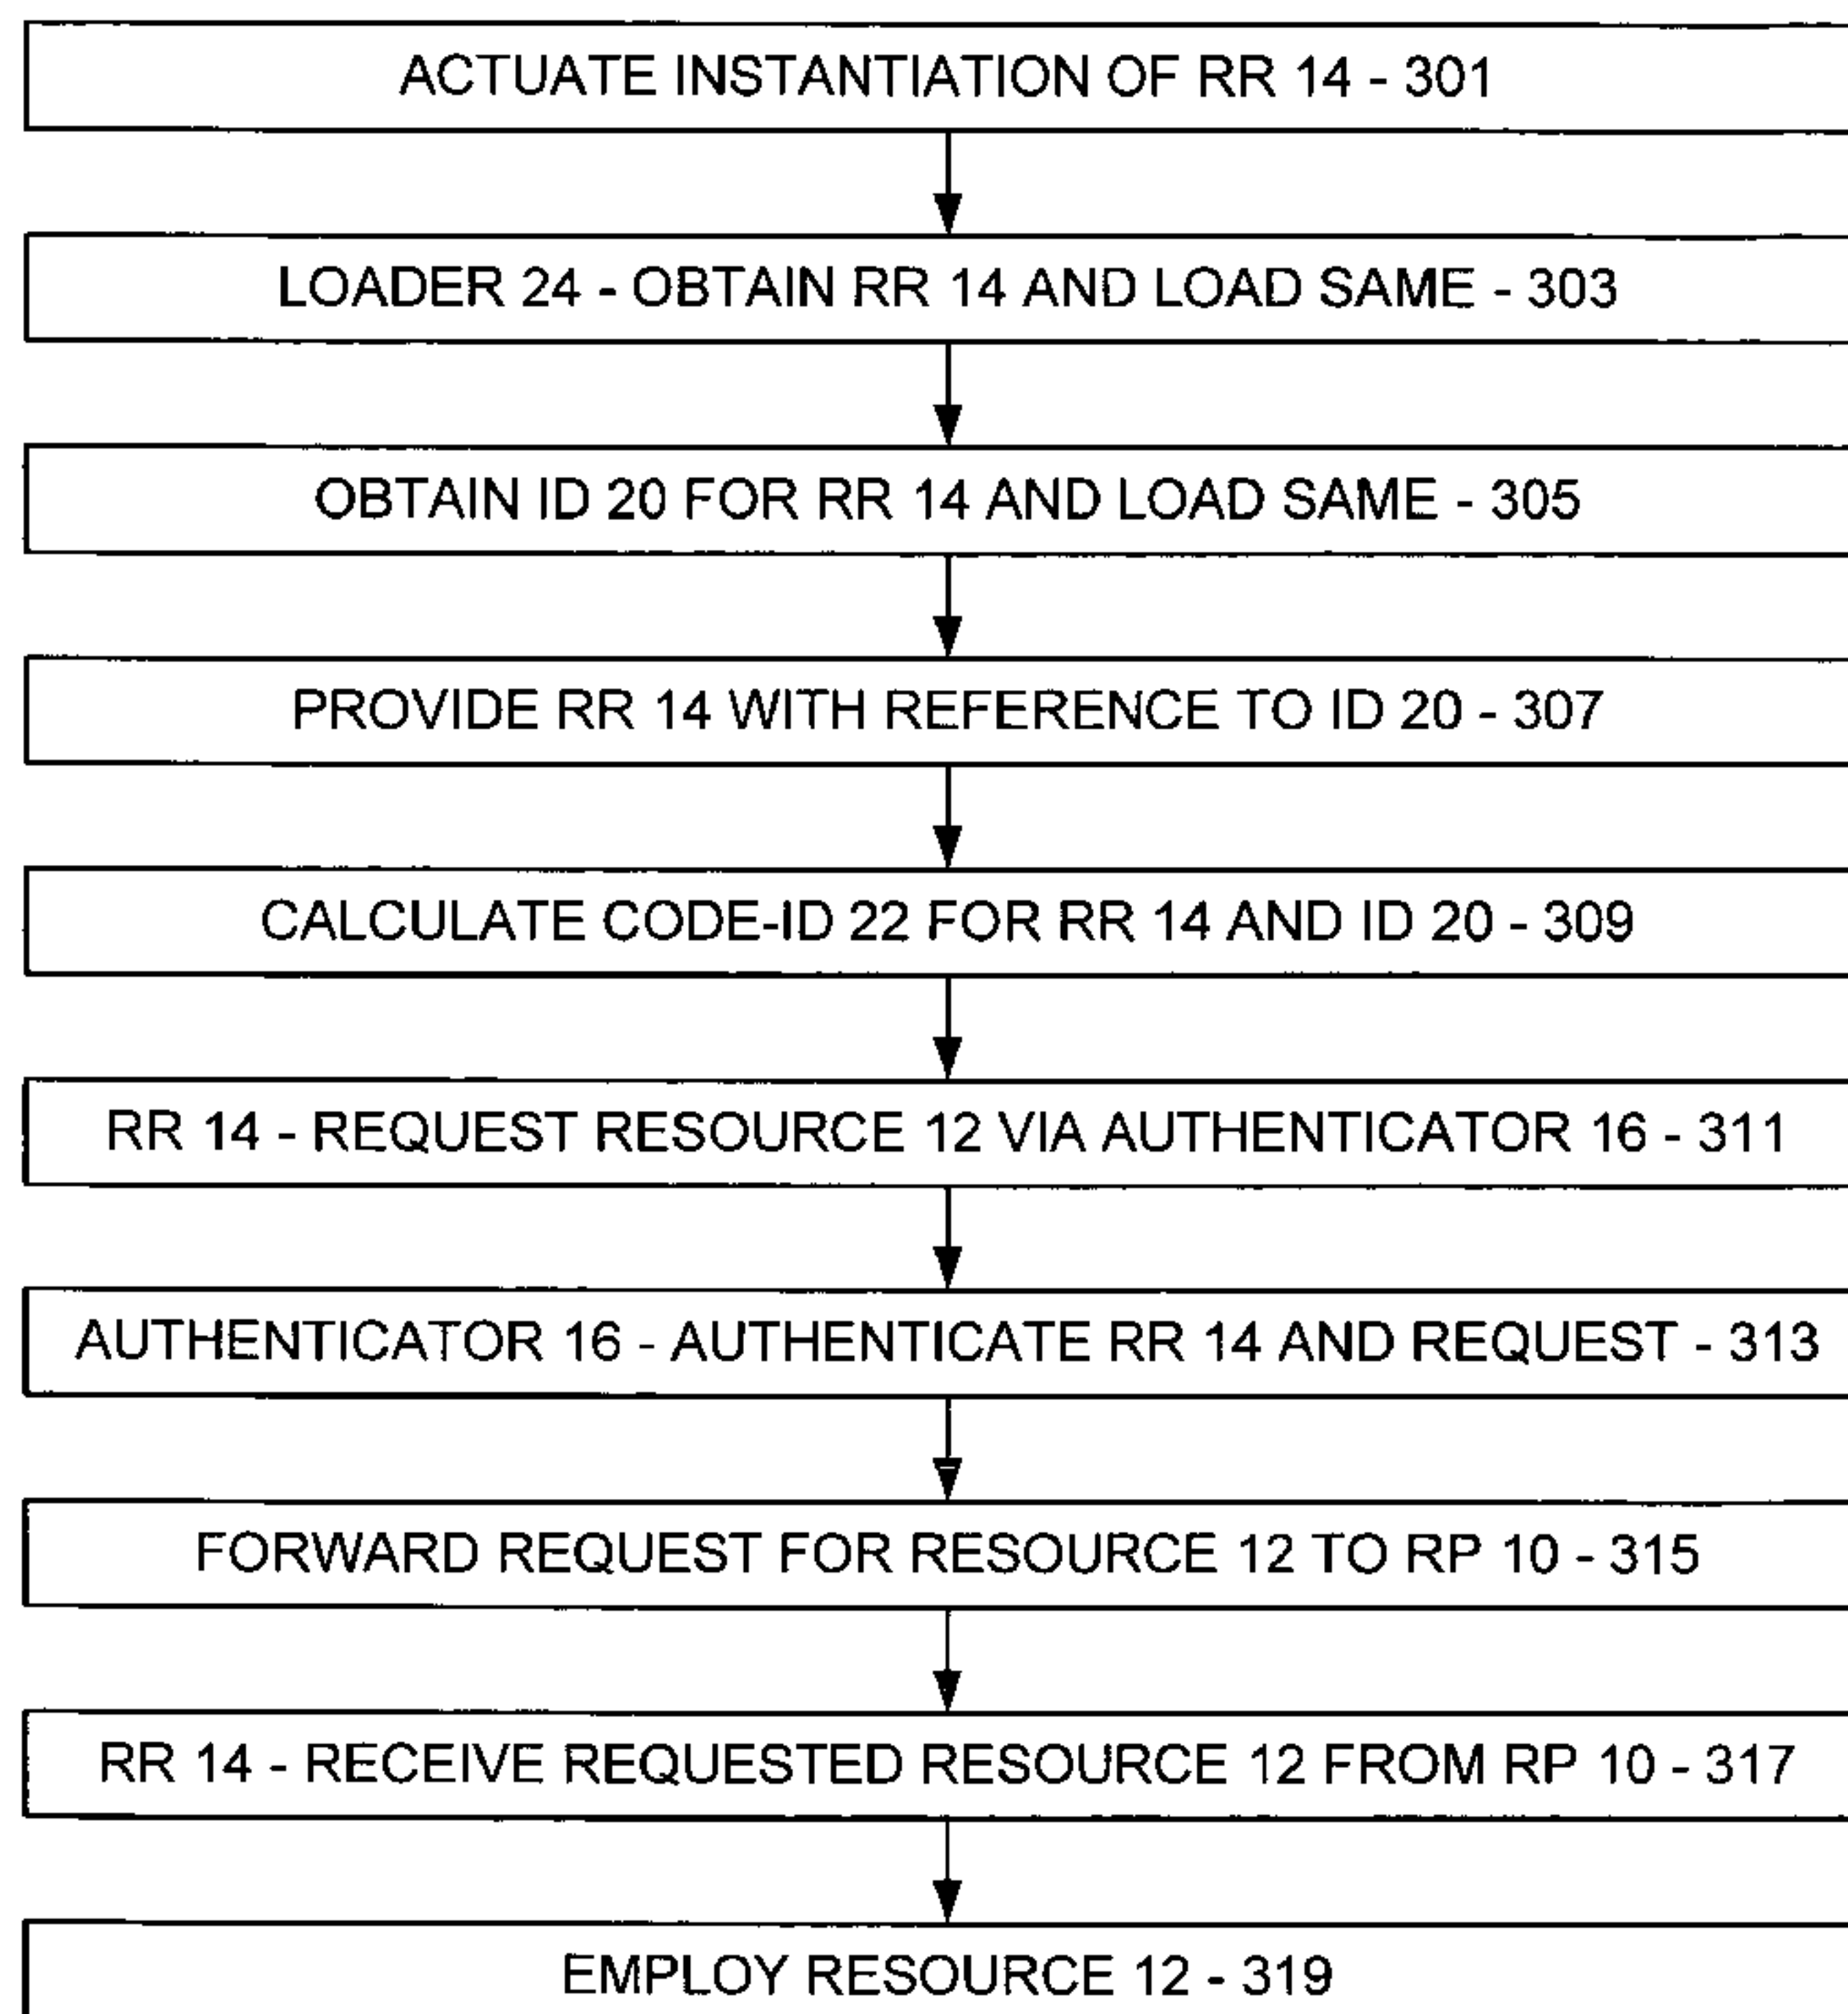 ACTUATE INSTANTIATION OF RR 14 - 301
LOADER 24 - OBTAIN RR 14 AND LOAD SAME - 303
OBTAIN ID 20 FOR RR 14 AND LOAD SAME - 305
PROVIDE RR 14 WITH REFERENCE TO ID 20 - 307
CALCULATE CODE-ID 22 FOR RR 14 AND ID 20 - 309
RR 14 - REQUEST RESOURCE 12 VIA AUTHENTICATOR 16 - 311
AUTHENTICATOR 16 - AUTHENTICATE RR 14 AND REQUEST - 313
FORWARD REQUEST FOR RESOURCE 12 TO RP 10 - 315
RR 14 - RECEIVE REQUESTED RESOURCE 12 FROM RP 10 - 317
EMPLOY RESOURCE 12 - 319